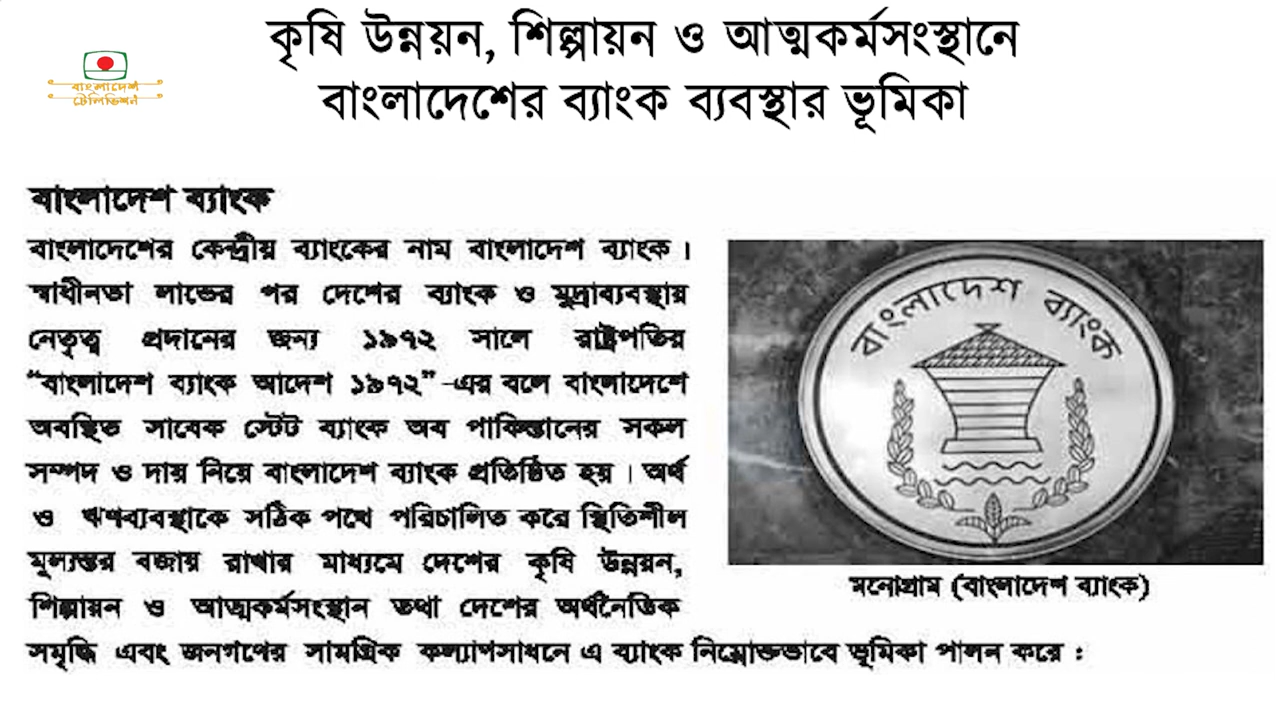 কৃষি উন্নয়ন, শিল্পায়ন ও আত্মকর্মসংস্থানে
বাংলাদেশের ব্যাংক ব্যবস্থার ভূমিকা
বাংলাদেশ
টেলিভিশন
বাংলাদেশ ব্যাংক
বাংলাদেশের কেন্দ্রীয় ব্যাংকের নাম বাংলাদেশ ব্যাংক।
স্বাধীনতা লাভের পর দেশের ব্যাংক ও মুদ্রাব্যবস্থায়
নেতৃত্ব প্রদানের জন্য ১৯৭২ সালে রাষ্ট্রপতির
“বাংলাদেশ ব্যাংক আদেশ ১৯৭২” -এর বলে বাংলাদেশে
অবস্থিত সাবেক স্টেট ব্যাংক অব পাকিস্তানের সকল
সম্পদ ও দায় নিয়ে বাংলাদেশ ব্যাংক প্রতিষ্ঠিত হয়। অর্থ
ও ঋণব্যবস্থাকে সঠিক পথে পরিচালিত করে স্থিতিশীল
মূল্যস্তর বজায় রাখার মাধ্যমে দেশের কৃষি উন্নয়ন,
শিল্পায়ন ও আত্মকর্মসংস্থান তথা দেশের অর্থনৈতিক
সমৃদ্ধি এবং জনগণের সামগ্রিক কল্যাণসাধনে এ ব্যাংক নিম্নোক্তভাবে ভূমিকা পালন করে :
বাংলাদেশ ব্যাংক
মনোগ্রাম (বাংলাদেশ ব্যাংক)